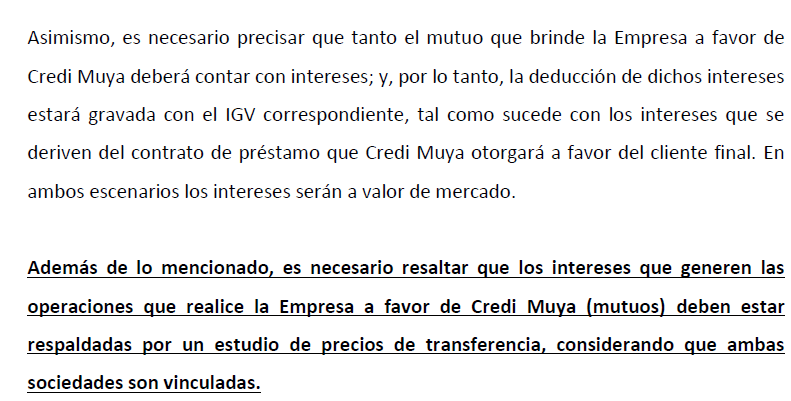 Asimismo, es necesario precisar que tanto el mutuo que brinde la Empresa a favor de
Credi Muya deberá contar con intereses; y, por lo tanto, la deducción de dichos intereses
estará gravada con el IGV correspondiente, tal como sucede con los intereses que se
deriven del contrato de préstamo que Credi Muya otorgará a favor del cliente final. En
ambos escenarios los intereses serán a valor de mercado.
Además de lo mencionado, es necesario resaltar que los intereses que generen las
operaciones que realice la Empresa a favor de Credi Muya (mutuos) deben estar
respaldadas por un estudio de precios de transferencia, considerando que ambas
sociedades son vinculadas.